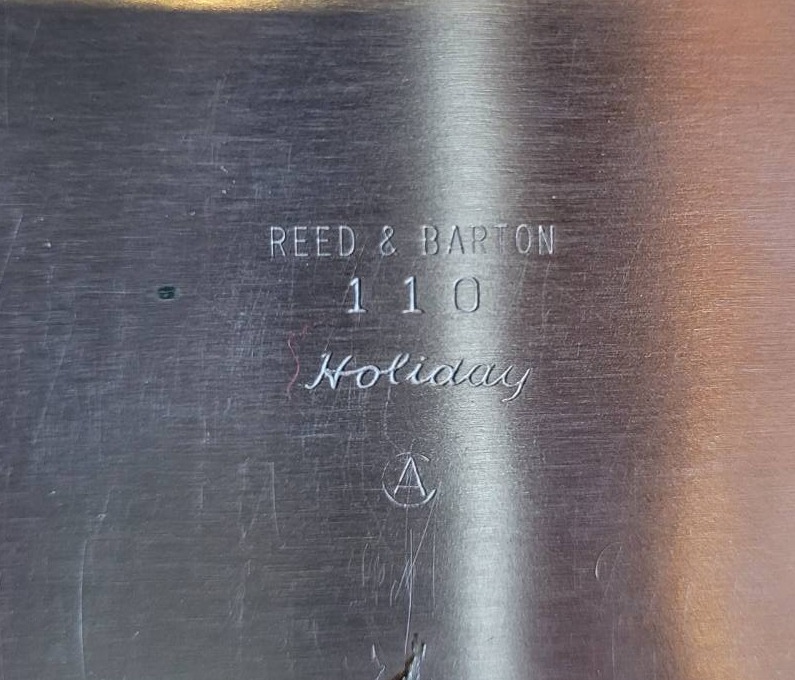 REED & BARTON
110
Holiday
A